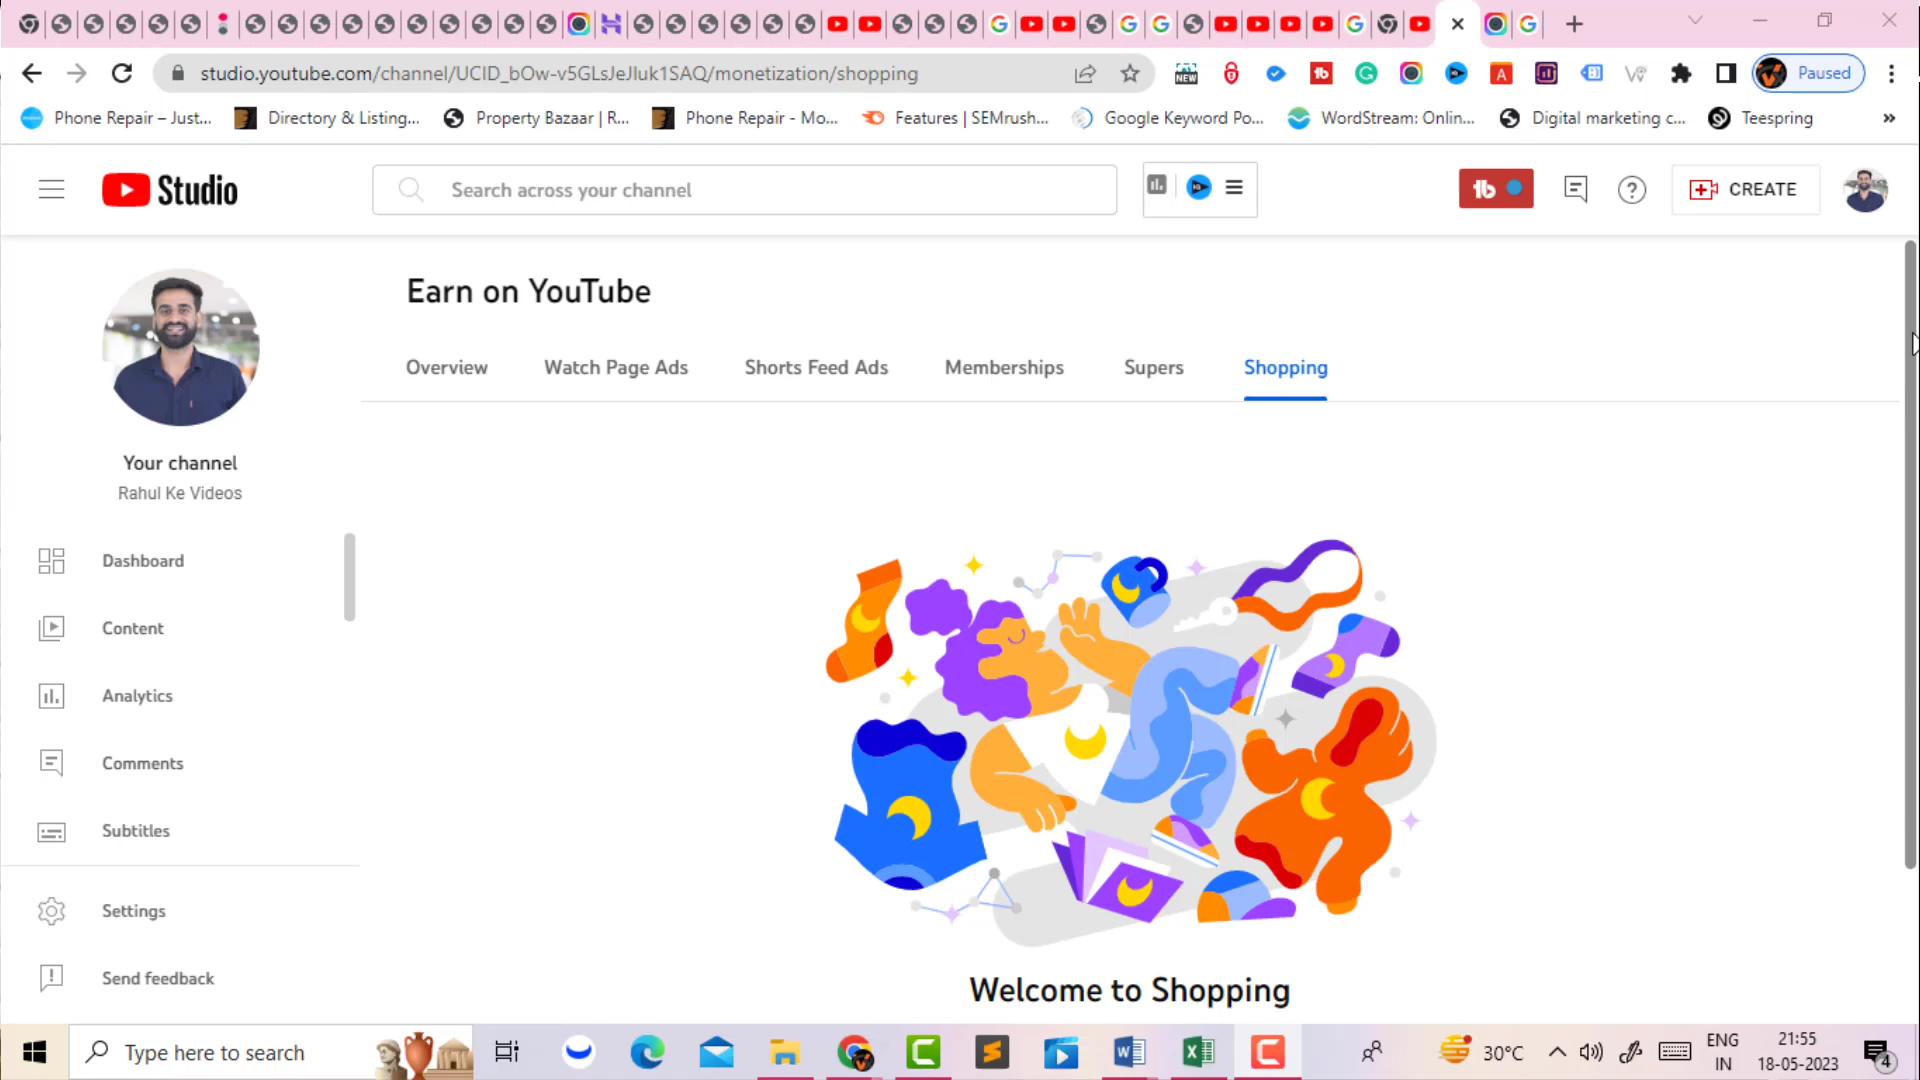 studio.youtube.com/channel/UCID_bOw-v5GLsJeJIuk1SAQ/monetization/shopping
NEW
Paused
Phone Repair – Just...
Directory & Listing...
Property Bazaar | R...
Phone Repair - Mo...
Features | SEMrush...
Google Keyword Po...
WordStream: Onlin...
Digital marketing c...
Teespring
Studio
Search across your channel
CREATE
Earn on YouTube
Overview
Watch Page Ads
Shorts Feed Ads
Memberships
Supers
Shopping
Your channel
Rahul Ke Videos
Dashboard
Content
Analytics
Comments
Subtitles
Settings
Send feedback
Welcome to Shopping
Type here to search
30°C
ENG
IN
21:55
18-05-2023
4